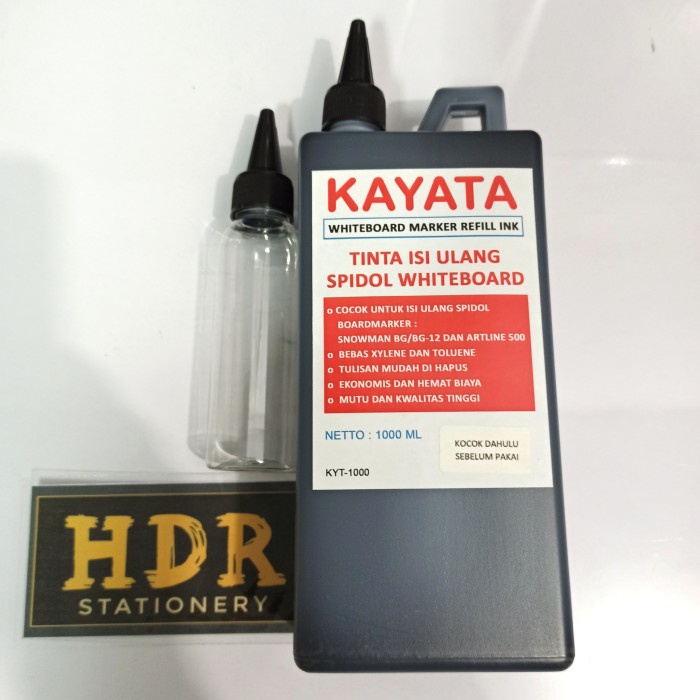 KAYATA
WHITEBOARD MARKER REFILL INK
TINTA ISI ULANG
SPIDOL WHITEBOARD
o COCOK UNTUK ISI ULANG SPIDOL
BOARDMARKER :
SNOWMAN BG/BG-12 DAN ARTLINE 500
o BEBAS XYLENE DAN TOLUENE
o TULISAN MUDAH DI HAPUS
o EKONOMIS DAN HEMAT BIAYA
o MUTU DAN KWALITAS TINGGI
NETTO : 1000 ML
KOCOK DAHULU
SEBELUM PAKAI
KYT-1000
HDR
STATIONERY